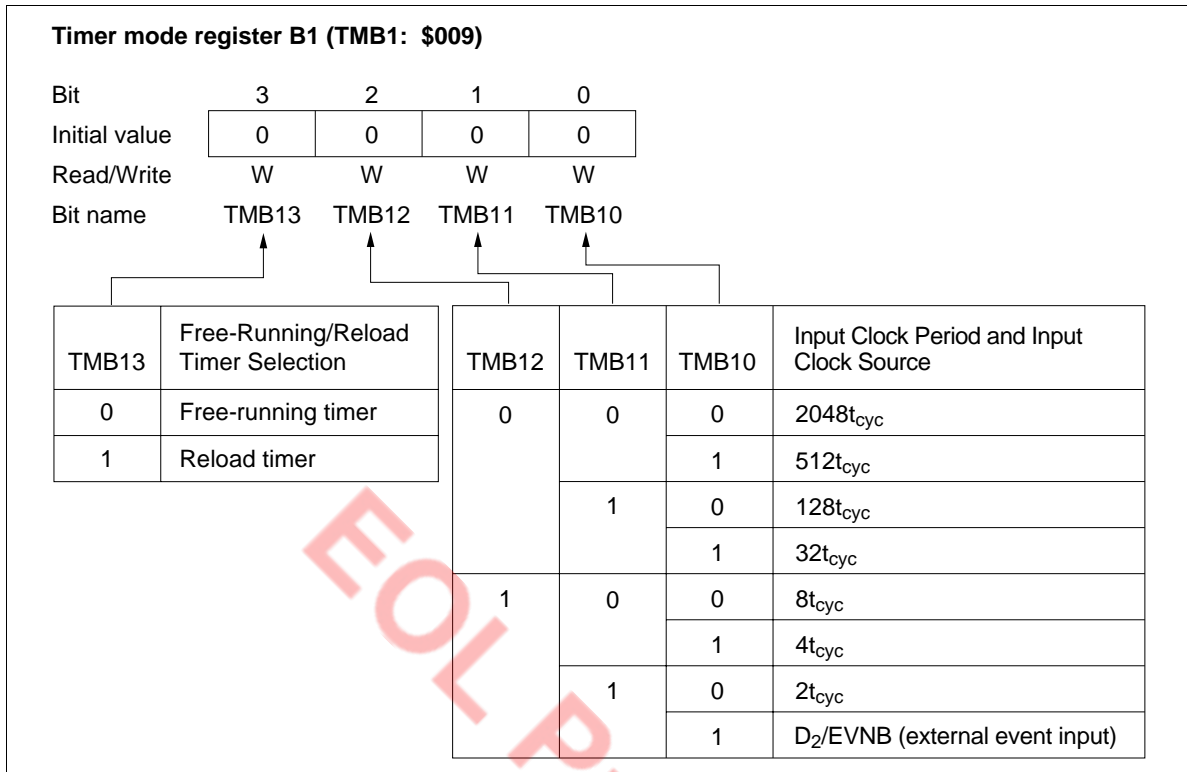 Timer mode register B1 (TMB1: $009)
Bit 3 2 1 0
Initial value 0 0 0 0
Read/Write W W W W
Bit name TMB13 TMB12 TMB11 TMB10
TMB13 Free-Running/Reload
Timer Selection
0 Free-running timer
1 Reload timer
TMB12 TMB11 TMB10 Input Clock Period and Input
Clock Source
0 0 0 2048tcyc
1 512tcyc
1 0 128tcyc
1 32tcyc
1 0 0 8tcyc
1 4tcyc
1 0 2tcyc
1 D2/EVNB (external event input)
EOL P